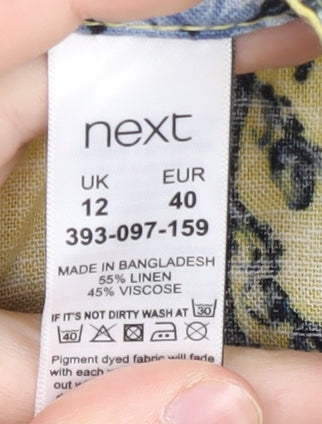 next
UK EUR
12 40
393-097-159
MADE IN BANGLADESH
55% LINEN
45% VISCOSE
IF IT'S NOT DIRTY WASH AT 30
40
Pigment dyed fabric will fade
with each
out